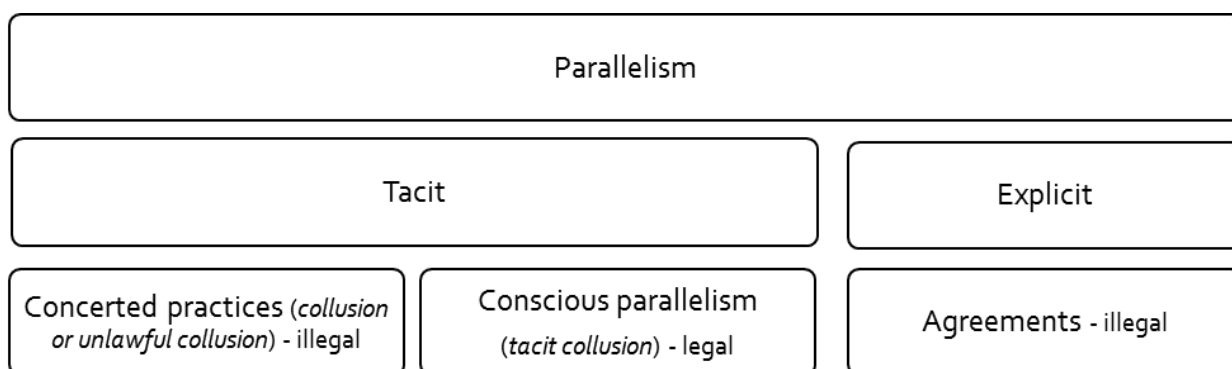 Parallelism
Tacit
Explicit
Concerted practices (collusion
or unlawful collusion) - illegal
Conscious parallelism
(tacit collusion) - legal
Agreements - illegal